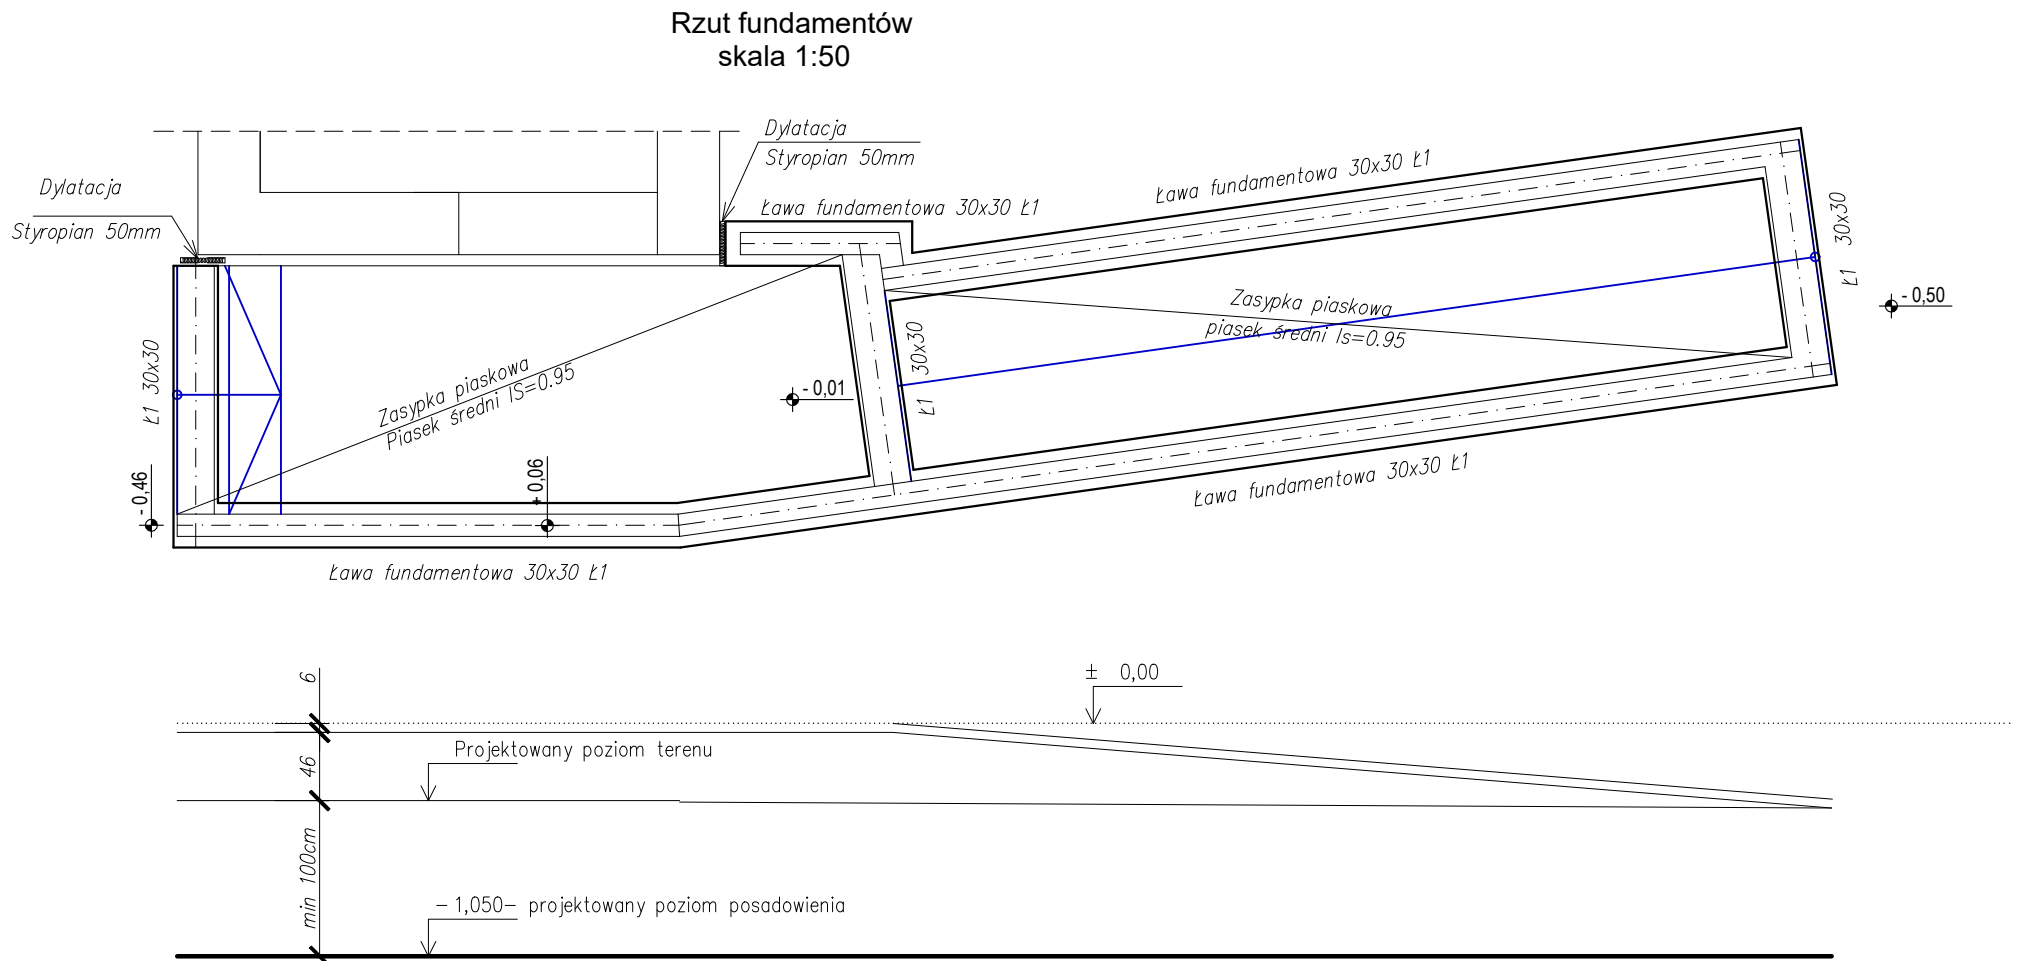 Rzut fundamentów
skala 1:50
Dylatacja
Styropian 50mm
Dylatacja
Styropian 50mm
Ława fundamentowa 30x30 Ł1
Ława fundamentowa 30x30 Ł1
Ł1 30x30
- 0,50
Zasypka piaskowa
piasek średni Is=0.95
Ł1 30x30
Zasypka piaskowa
Piasek średni IS=0.95
- 0,01
Ł1 30x30
- 0,46
+ 0,06
Ława fundamentowa 30x30 Ł1
Ława fundamentowa 30x30 Ł1
6
± 0,00
Projektowany poziom terenu
46
min 100cm
- 1,050- projektowany poziom posadowienia